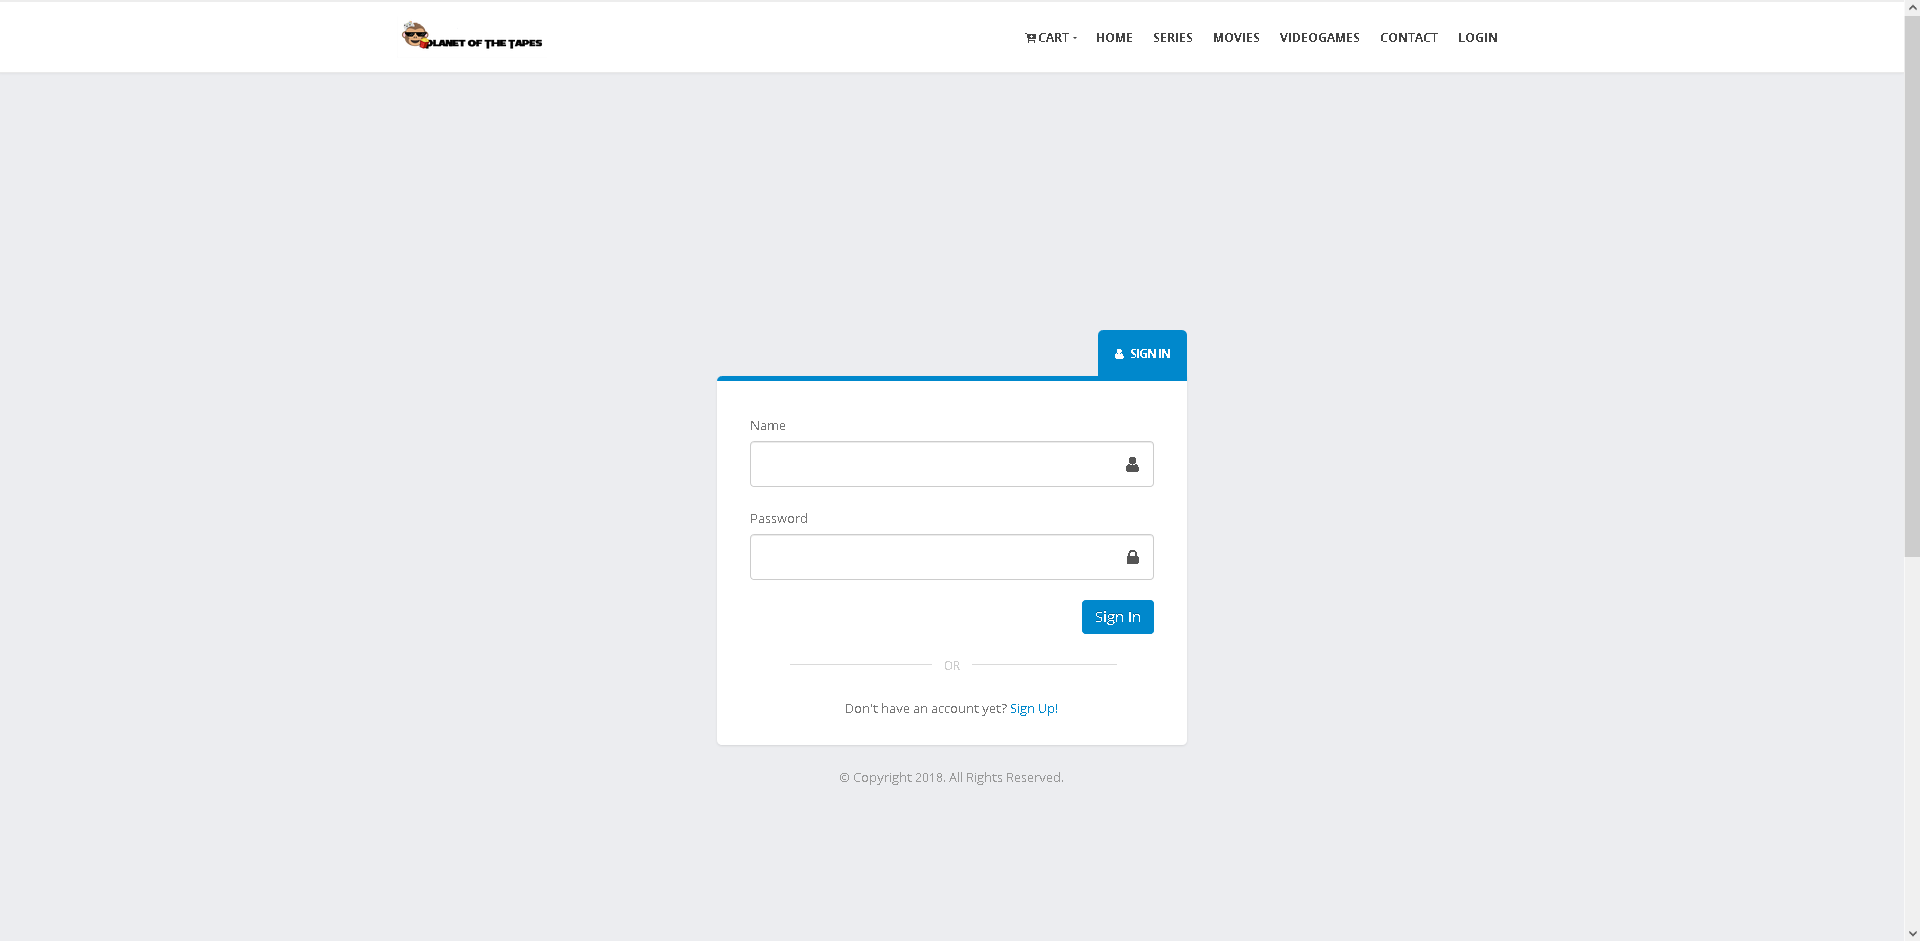 PLANET OF THE TAPES
CART
HOME
SERIES
MOVIES
VIDEOGAMES
CONTACT
LOGIN
SIGN IN
Name
Password
Sign In
OR
Don't have an account yet? Sign Up!
© Copyright 2018. All Rights Reserved.